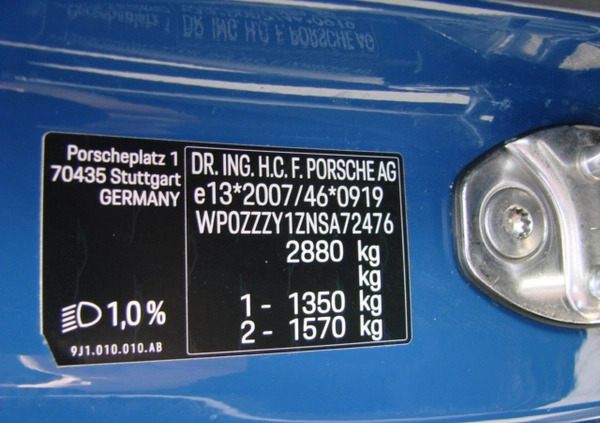 Porscheplatz 1
70435 Stuttgart
GERMANY
1,0 %
9J1.010.010.AB
DR. ING. H.C. F. PORSCHE AG
e13*2007/46*0919
WP0ZZZY1ZNSA72476
2880 kg
kg
1 - 1350 kg
2 - 1570 kg